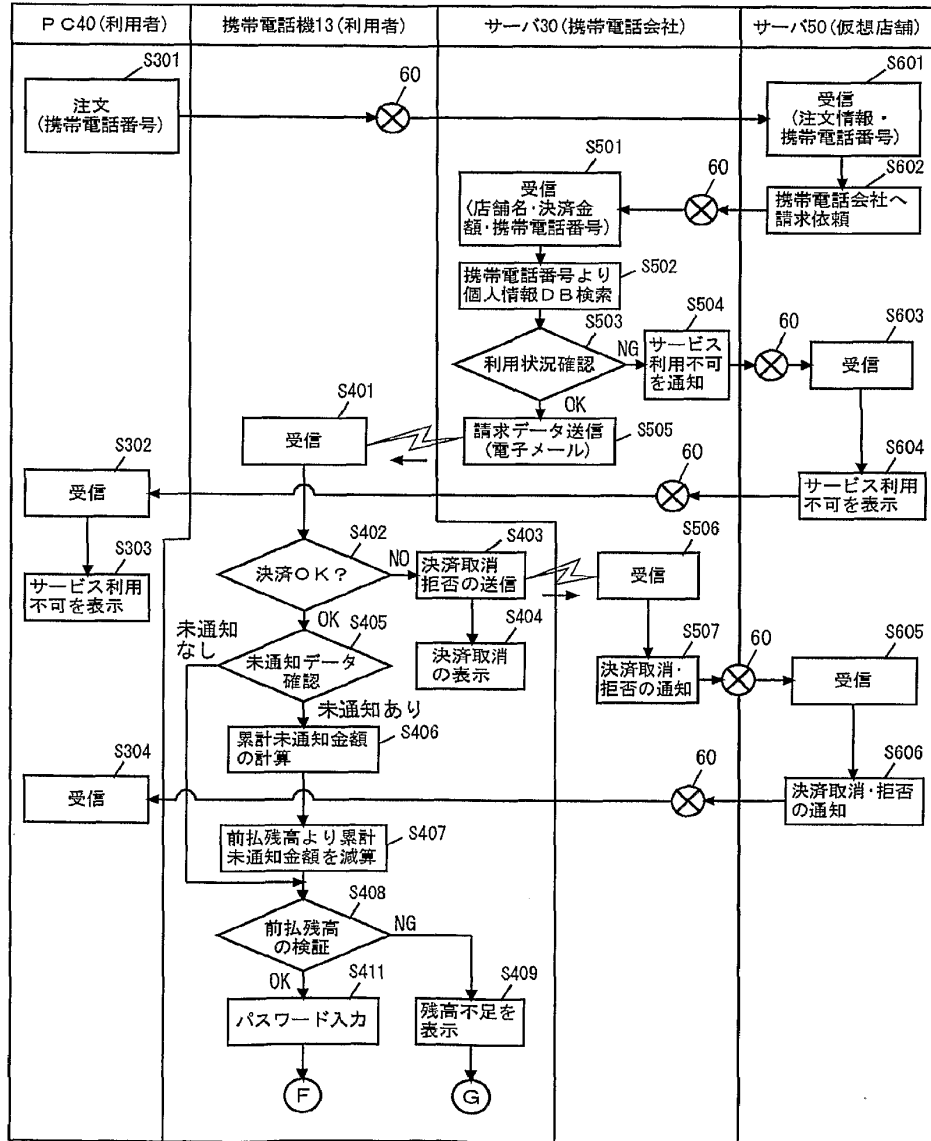 PC40(利用者)
携帯電話機13(利用者)
サーバ30(携帯電話会社)
サーバ50(仮想店舗)
S301
注文
(携帯電話番号)
60
S601
受信
(注文情報・
携帯電話番号)
S602
携帯電話会社へ
請求依頼
60
S501
受信
(店舗名・決済金
額・携帯電話番号)
S502
携帯電話番号より
個人情報DB検索
S503
利用状況確認
NG
OK
S504
サービス
利用不可
を通知
60
S603
受信
S401
受信
請求データ送信
(電子メール)
S505
S604
サービス利用
不可を表示
60
S302
受信
S303
サービス利用
不可を表示
S402
決済OK?
NO
OK
S403
決済取消
拒否の送信
S404
決済取消
の表示
S506
受信
S507
決済取消・
拒否の通知
60
S605
受信
未通知
なし
S405
未通知データ
確認
未通知あり
S406
累計未通知金額
の計算
S606
決済取消・拒否
の通知
60
S304
受信
S407
前払残高より累計
未通知金額を減算
S408
前払残高
の検証
NG
OK
S411
パスワード入力
S409
残高不足を
表示
F
G